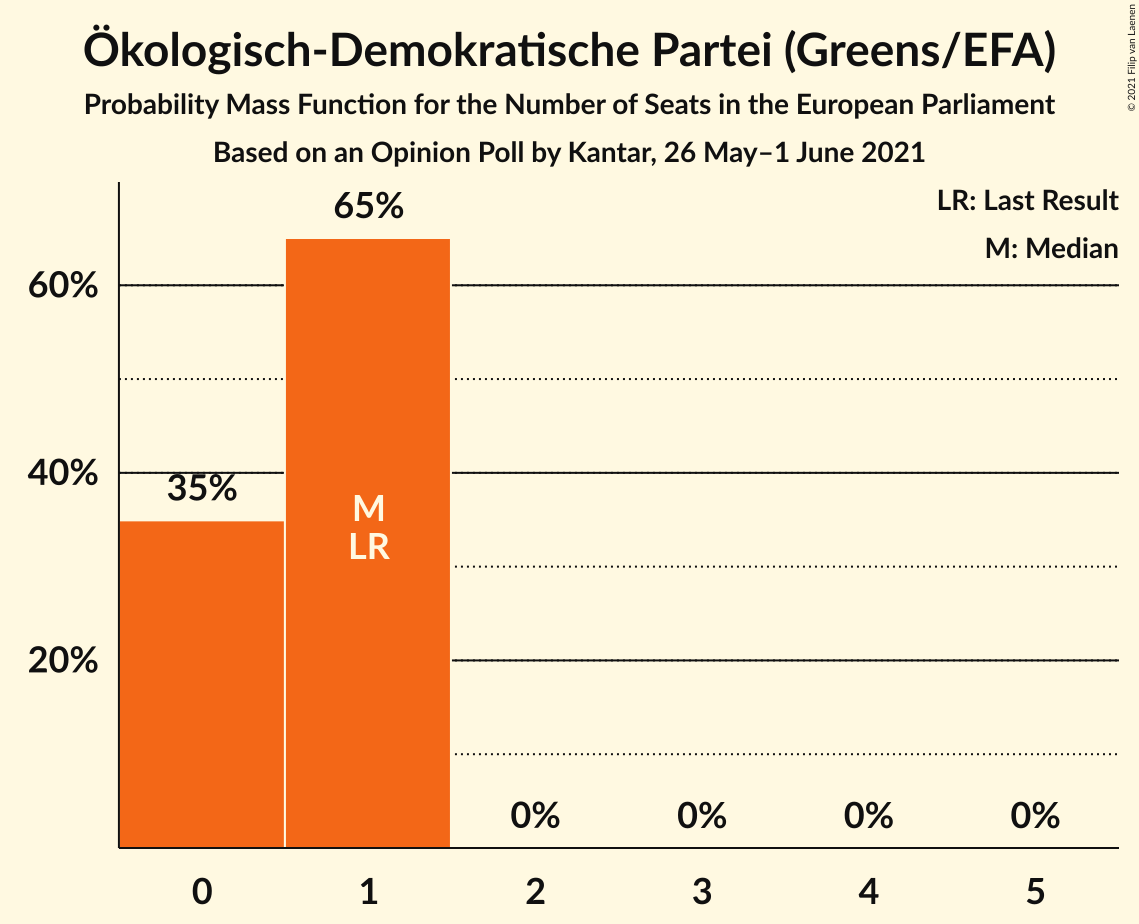 Ökologisch-Demokratische Partei (Greens/EFA)
Probability Mass Function for the Number of Seats in the European Parliament
Based on an Opinion Poll by Kantar, 26 May–1 June 2021
© 2021 Filip van Laenen
LR: Last Result
M: Median
65%
60%
40%
35%
M
LR
20%
0% 0% 0% 0%
0 1 2 3 4 5